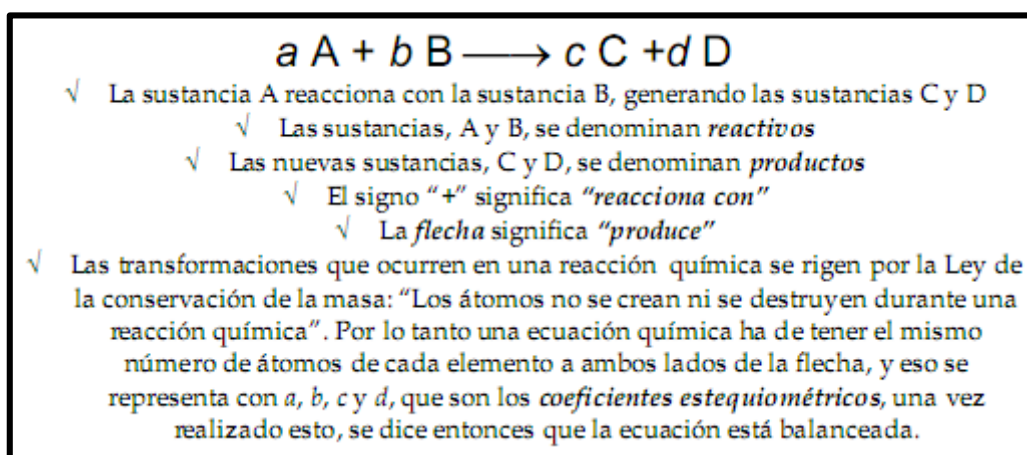 a A + b B ⟶ c C +d D
√ La sustancia A reacciona con la sustancia B, generando las sustancias C y D
√ Las sustancias, A y B, se denominan reactivos
√ Las nuevas sustancias, C y D, se denominan productos
√ El signo “+” significa “reacciona con”
√ La flecha significa “produce”
√ Las transformaciones que ocurren en una reacción química se rigen por la Ley de
la conservación de la masa: “Los átomos no se crean ni se destruyen durante una
reacción química”. Por lo tanto una ecuación química ha de tener el mismo
número de átomos de cada elemento a ambos lados de la flecha, y eso se
representa con a, b, c y d, que son los coeficientes estequiométricos, una vez
realizado esto, se dice entonces que la ecuación está balanceada.